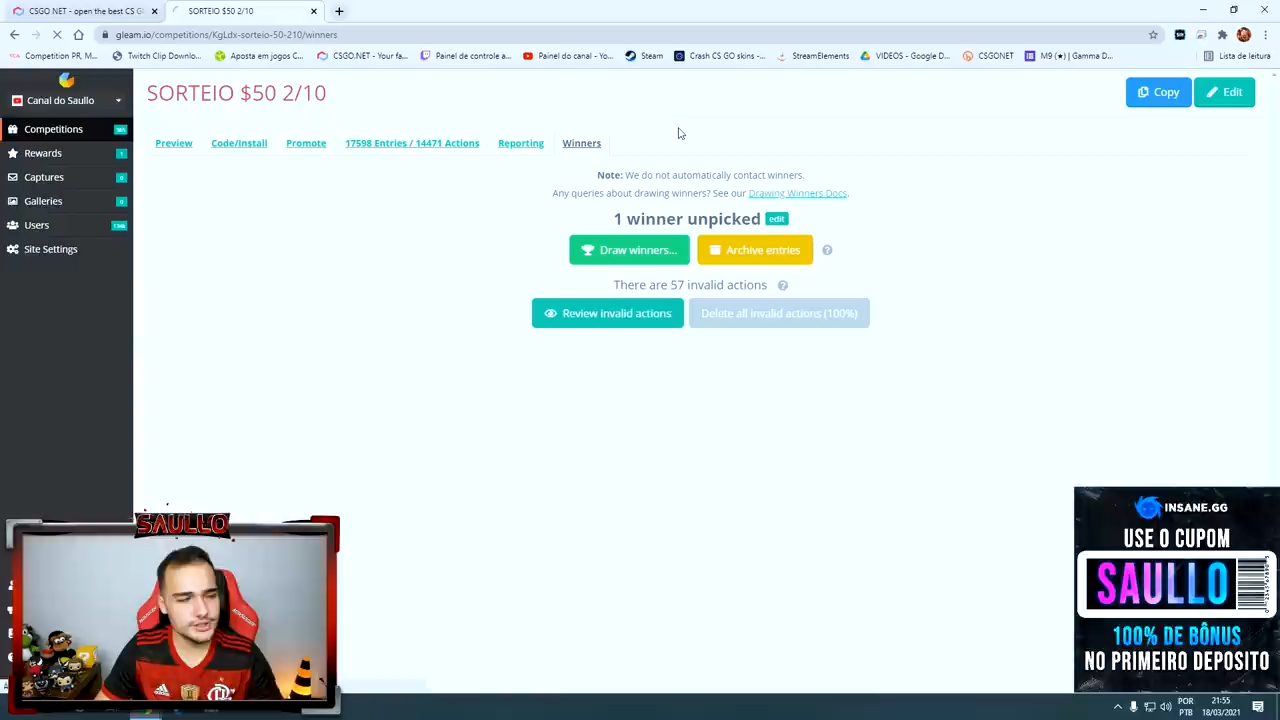 CSGO.NET - open the best CS G
SORTEIO $50 2/10
gleam.io/competitions/KgLdx-sorteio-50-210/winners
Competition PR, M...
Twitch Clip Downlo...
Aposta em jogos C...
CSGO.NET - Your fa...
Painel de controle a...
Painel do canal - Yo...
Steam
Crash CS GO skins -...
StreamElements
VIDEOS - Google D...
CSGONET
M9 (★) | Gamma D...
Lista de leitura
Canal do Saullo
SORTEIO $50 2/10
Copy
Edit
Competitions
Rewards 1
Captures 0
Galleries 0
Users
Site Settings
Preview
Code/Install
Promote
17598 Entries / 14471 Actions
Reporting
Winners
Note: We do not automatically contact winners.
Any queries about drawing winners? See our Drawing Winners Docs.
1 winner unpicked edit
Draw winners...
Archive entries
There are 57 invalid actions
Review invalid actions
Delete all invalid actions (100%)
SAULLO
INSANE.GG
USE O CUPOM
SAULLO
100% DE BÔNUS
NO PRIMEIRO DEPOSITO
POR
PTB
21:55
18/03/2021